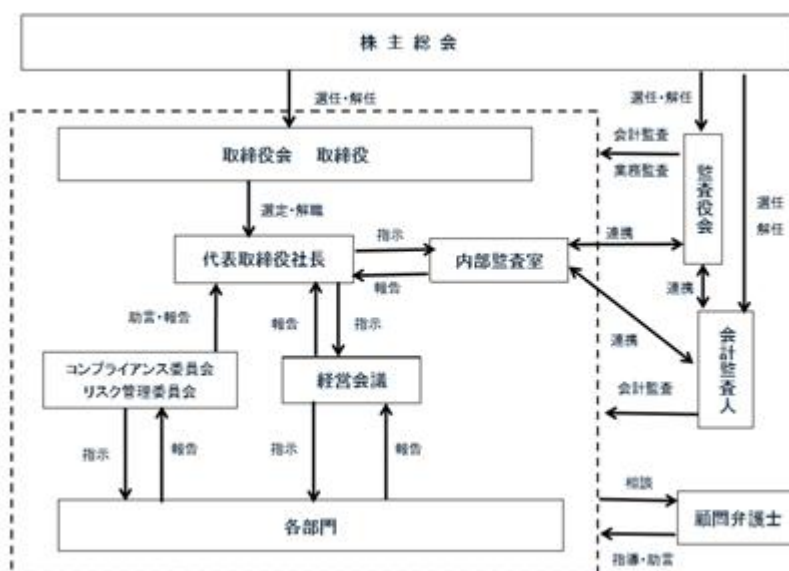 株主総会
選任・解任
選任・解任
取締役会 取締役
会計監査
業務監査
監査役会
選任
解任
選定・解職
代表取締役社長
指示
報告
内部監査室
連携
連携
連携
助言・報告
報告
指示
コンプライアンス委員会
リスク管理委員会
経営会議
会計監査人
会計監査
指示
報告
指示
報告
各部門
相談
顧問弁護士
指導・助言